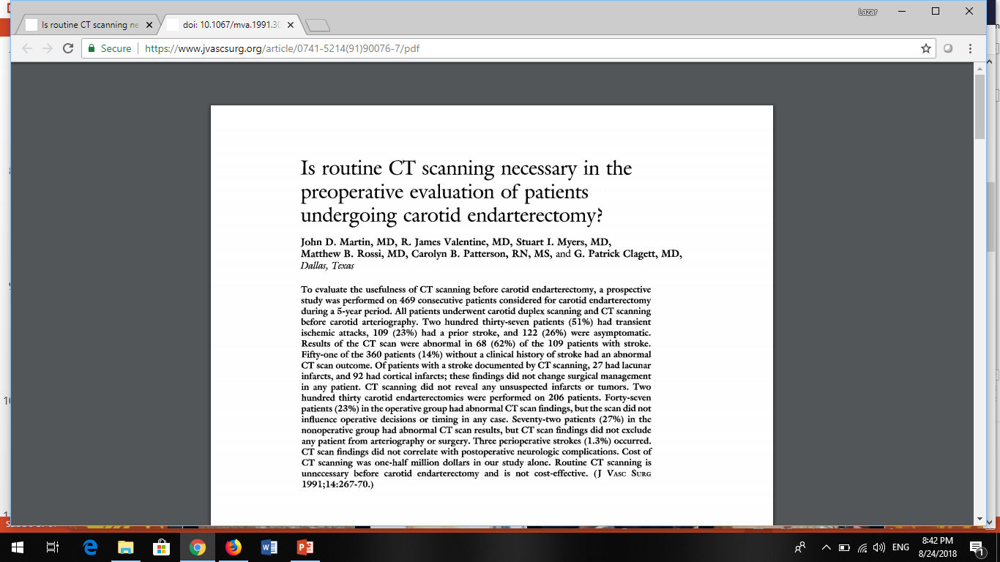 Lazar
Is routine CT scanning ne
doi: 10.1067/mva.1991.30
Secure https://www.jvascsurg.org/article/0741-5214(91)90076-7/pdf
Is routine CT scanning necessary in the
preoperative evaluation of patients
undergoing carotid endarterectomy?
John D. Martin, MD, R. James Valentine, MD, Stuart I. Myers, MD,
Matthew B. Rossi, MD, Carolyn B. Patterson, RN, MS, and G. Patrick Clagett, MD,
Dallas, Texas
To evaluate the usefulness of CT scanning before carotid endarterectomy, a prospective
study was performed on 469 consecutive patients considered for carotid endarterectomy
during a 5-year period. All patients underwent carotid duplex scanning and CT scanning
before carotid arteriography. Two hundred thirty-seven patients (51%) had transient
ischemic attacks, 109 (23%) had a prior stroke, and 122 (26%) were asymptomatic.
Results of the CT scan were abnormal in 68 (62%) of the 109 patients with stroke.
Fifty-one of the 360 patients (14%) without a clinical history of stroke had an abnormal
CT scan outcome. Of patients with a stroke documented by CT scanning, 27 had lacunar
infarcts, and 92 had cortical infarcts; these findings did not change surgical management
in any patient. CT scanning did not reveal any unsuspected infarcts or tumors. Two
hundred thirty carotid endarterectomies were performed on 206 patients. Forty-seven
patients (23%) in the operative group had abnormal CT scan findings, but the scan did not
influence operative decisions or timing in any case. Seventy-two patients (27%) in the
nonoperative group had abnormal CT scan results, but CT scan findings did not exclude
any patient from arteriography or surgery. Three perioperative strokes (1.3%) occurred.
CT scan findings did not correlate with postoperative neurologic complications. Cost of
CT scanning was one-half million dollars in our study alone. Routine CT scanning is
unnecessary before carotid endarterectomy and is not cost-effective. (J VASC SURG
1991;14:267-70.)
ENG
8:42 PM
8/24/2018
1